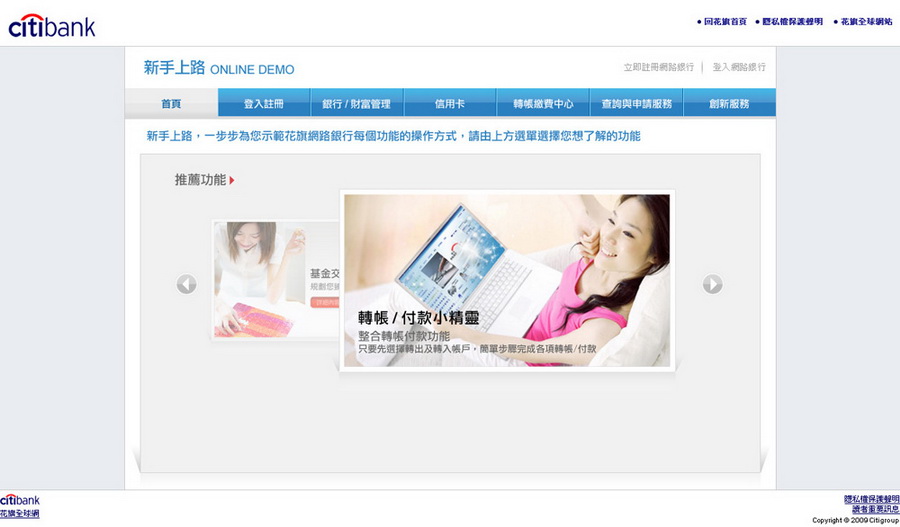 citibank
• 回花旗首頁 • 隱私權保護聲明 • 花旗全球網站
新手上路 ONLINE DEMO
立即註冊網路銀行 | 登入網路銀行
首頁 登入註冊 銀行 / 財富管理 信用卡 轉帳繳費中心 查詢與申請服務 創新服務
新手上路，一步步為您示範花旗網路銀行每個功能的操作方式，請由上方選單選擇您想了解的功能
推薦功能
基金交
轉帳 / 付款小精靈
整合轉帳付款功能
只要先選擇轉出及轉入帳戶，簡單步驟完成各項轉帳/付款
citibank
花旗全球網
隱私權保護聲明
讀者重要訊息
Copyright © 2009 Citigroup